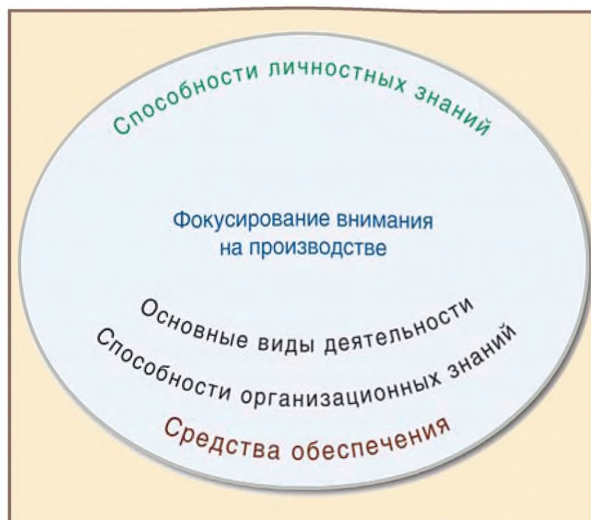 Способности личностных знаний
Фокусирование внимания
на производстве
Основные виды деятельности
Способности организационных знаний
Средства обеспечения